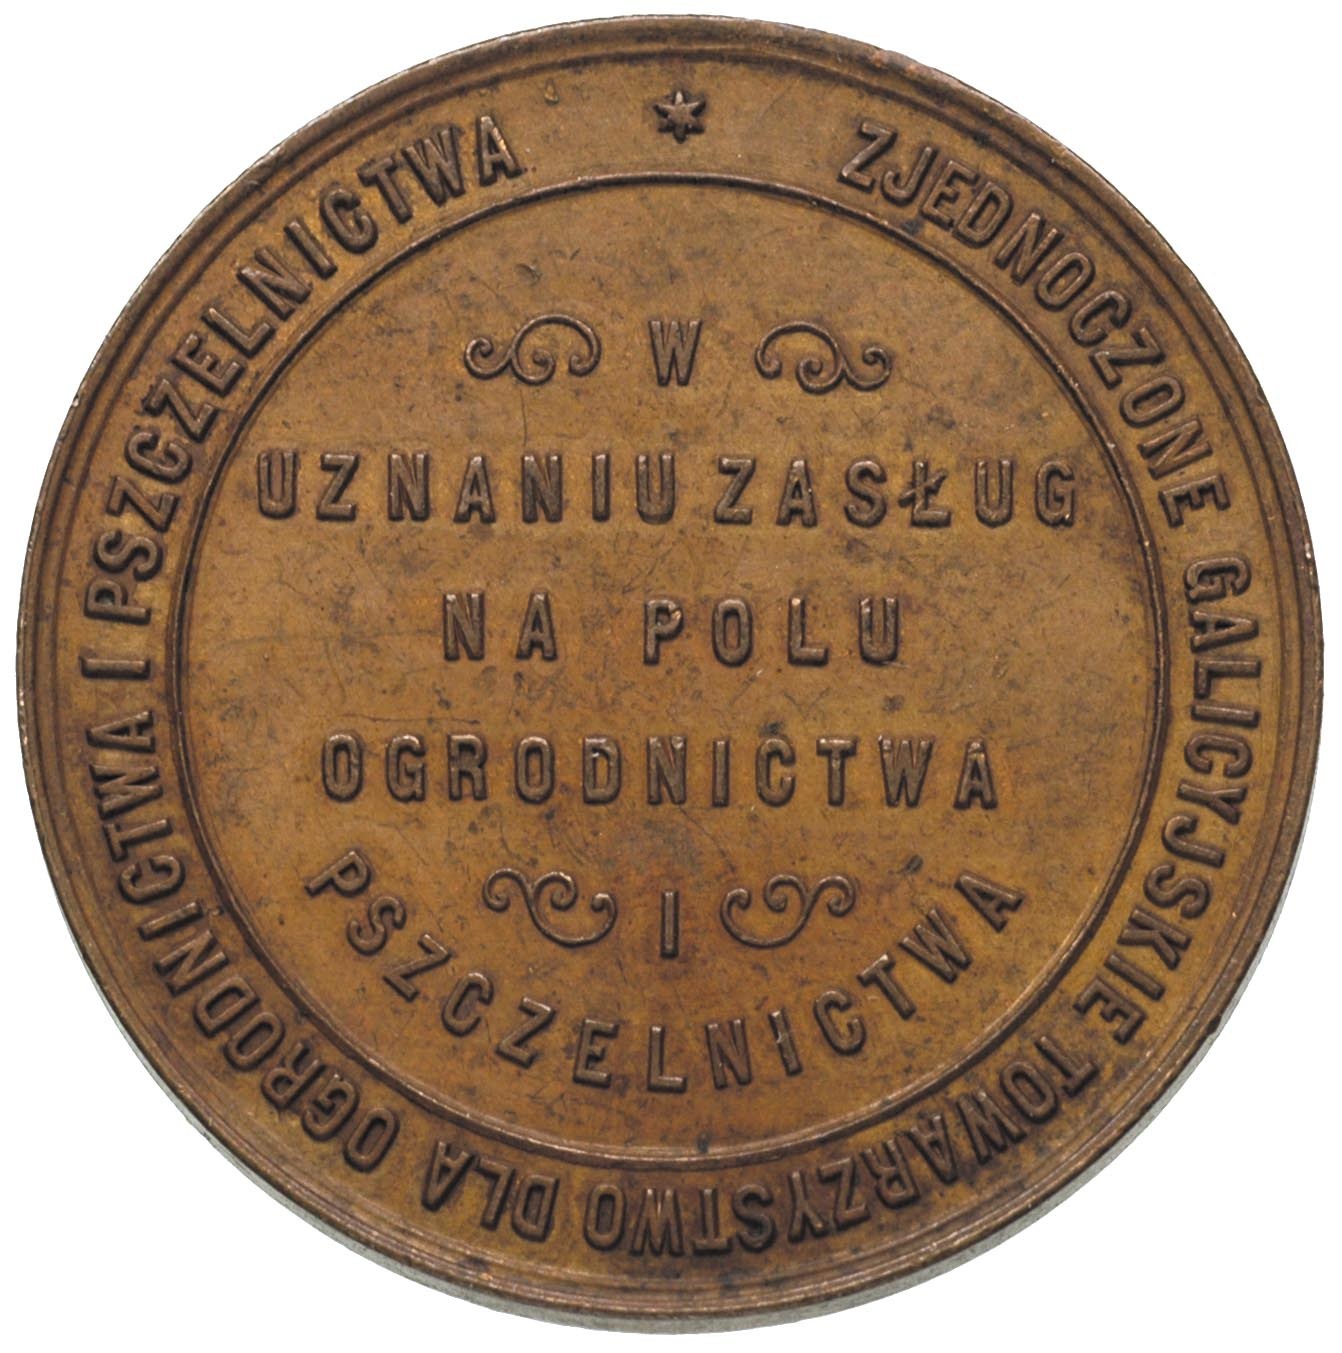 ZJEDNOCZONE GALICYJSKIE TOWARZYSTWO DLA OGRODNICTWA I PSZCZELNICTWA
W
UZNANIU ZASŁUG
NA POLU
OGRODNICTWA
I
PSZCZELNICTWA